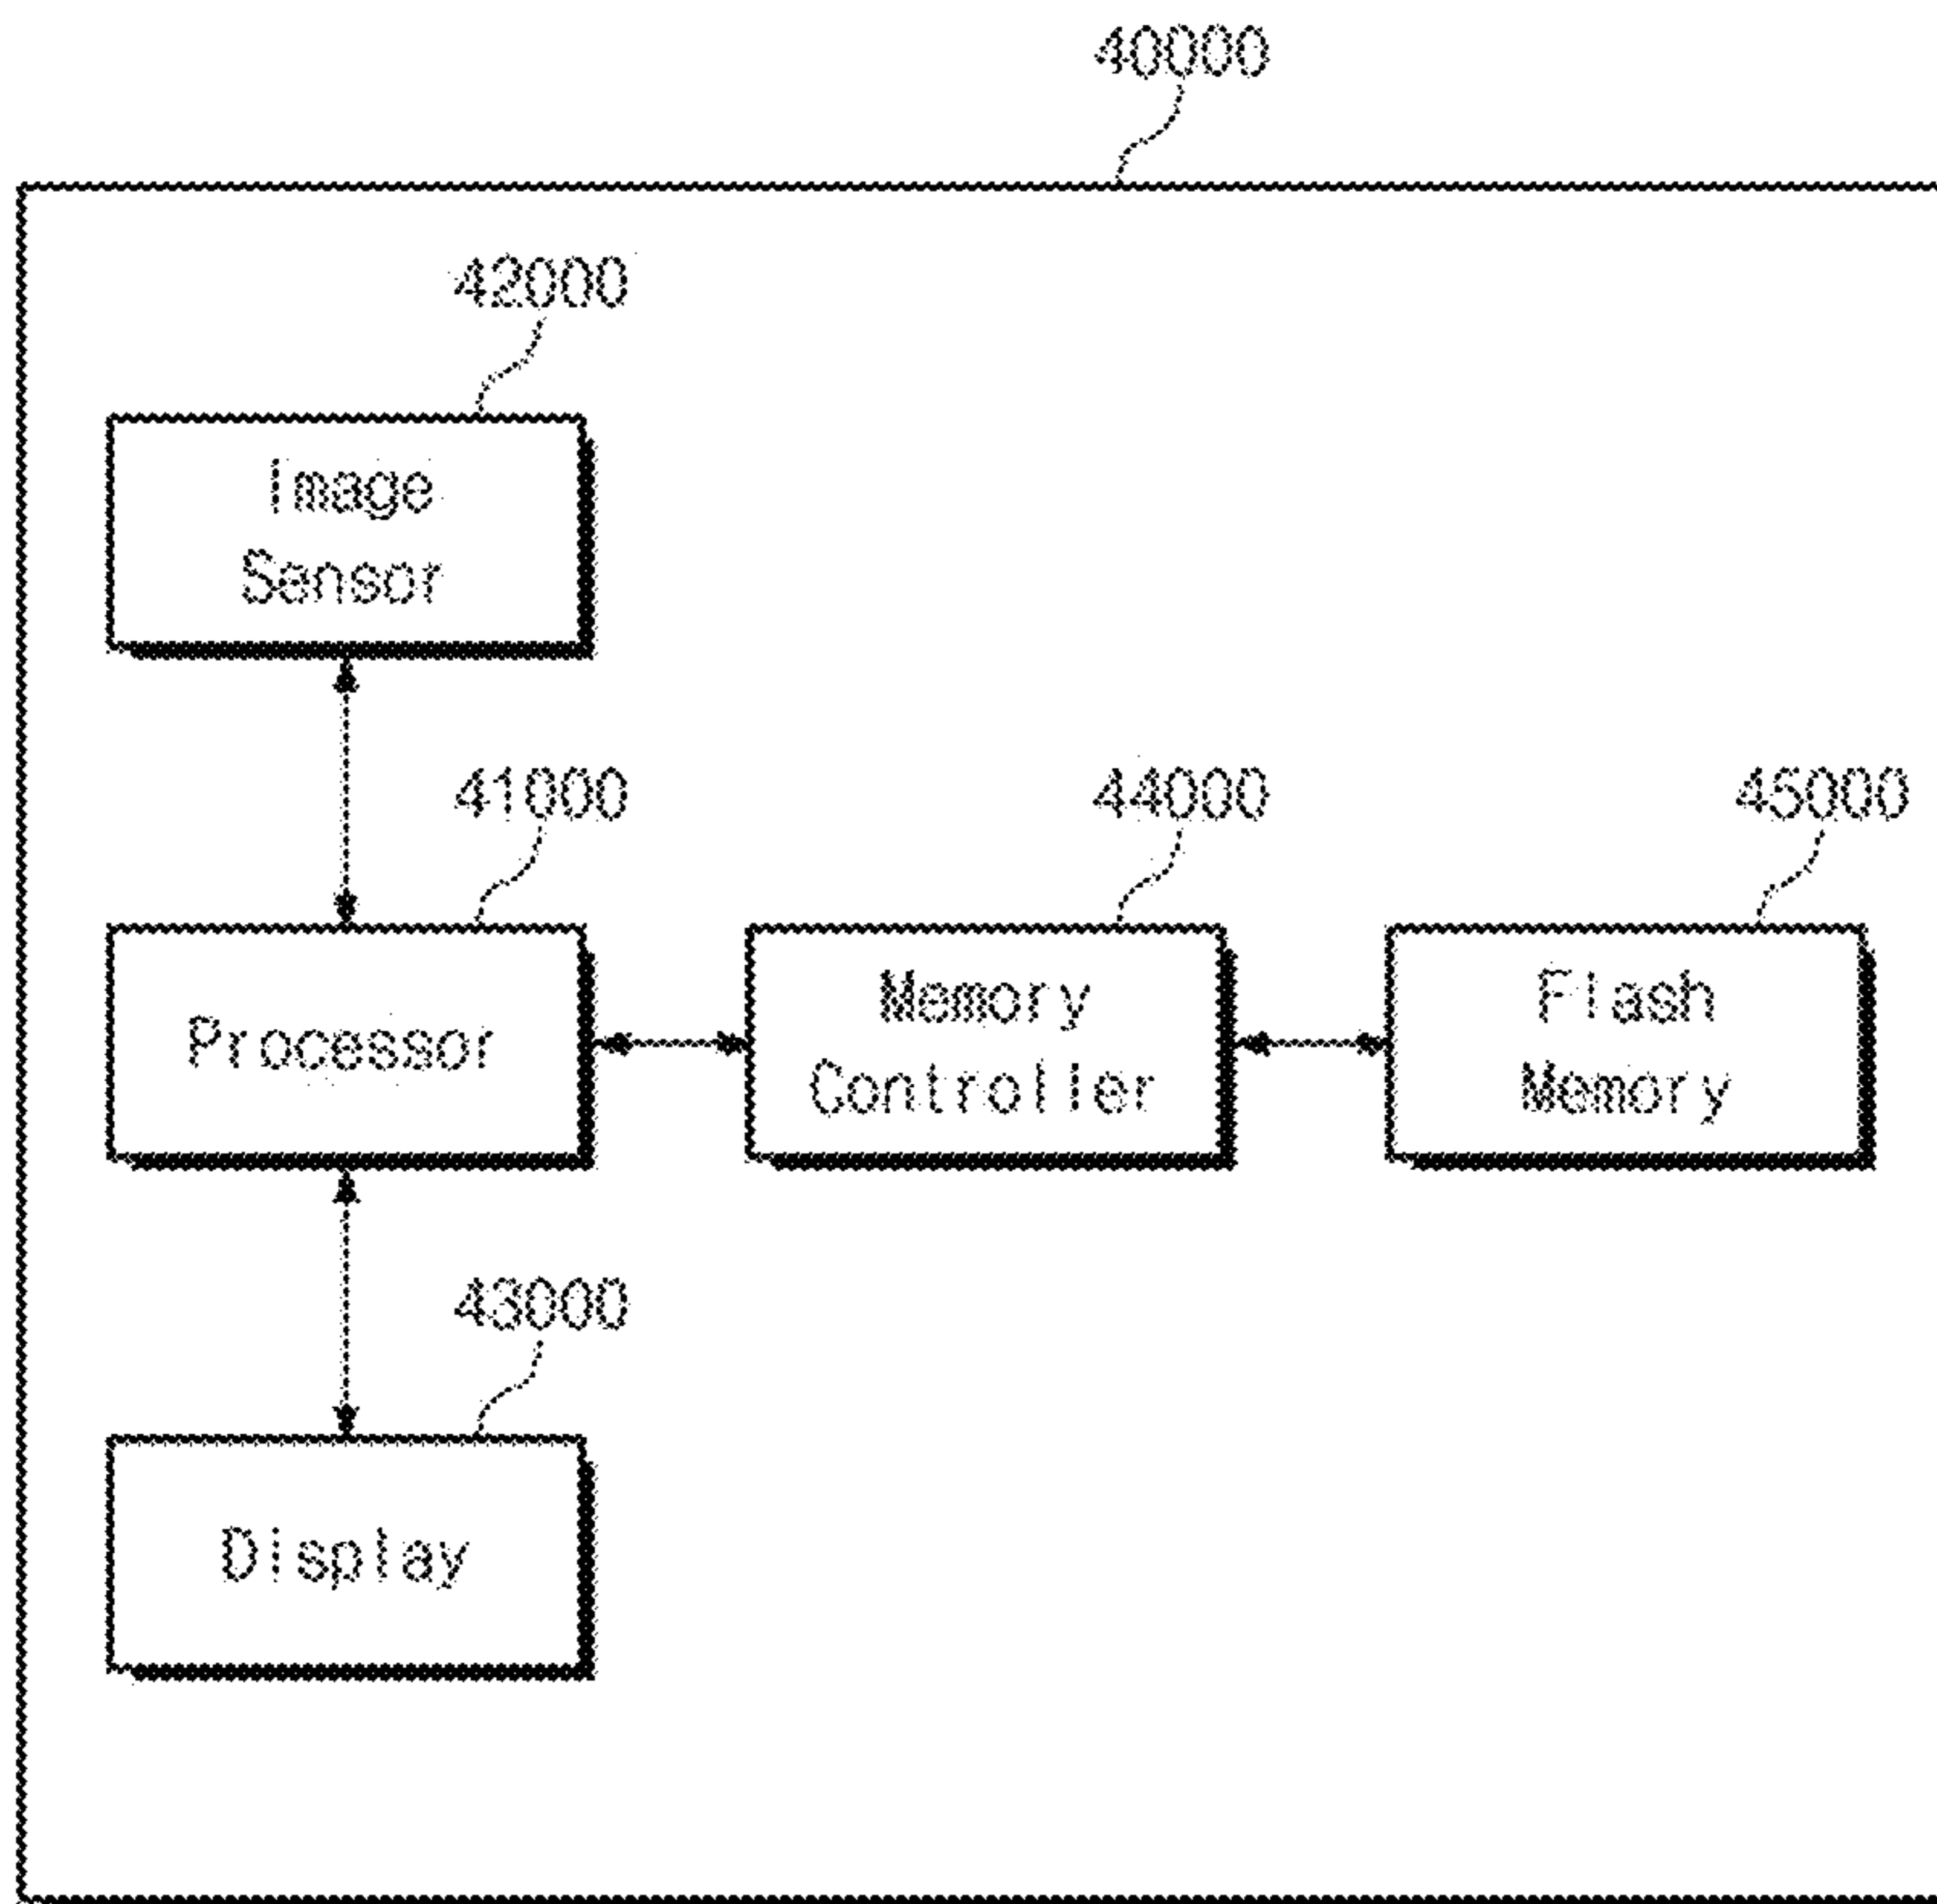 40000
42000
Image
Sensor
41000
44000
45000
Processor
Memory
Controller
Flash
Memory
43000
Display